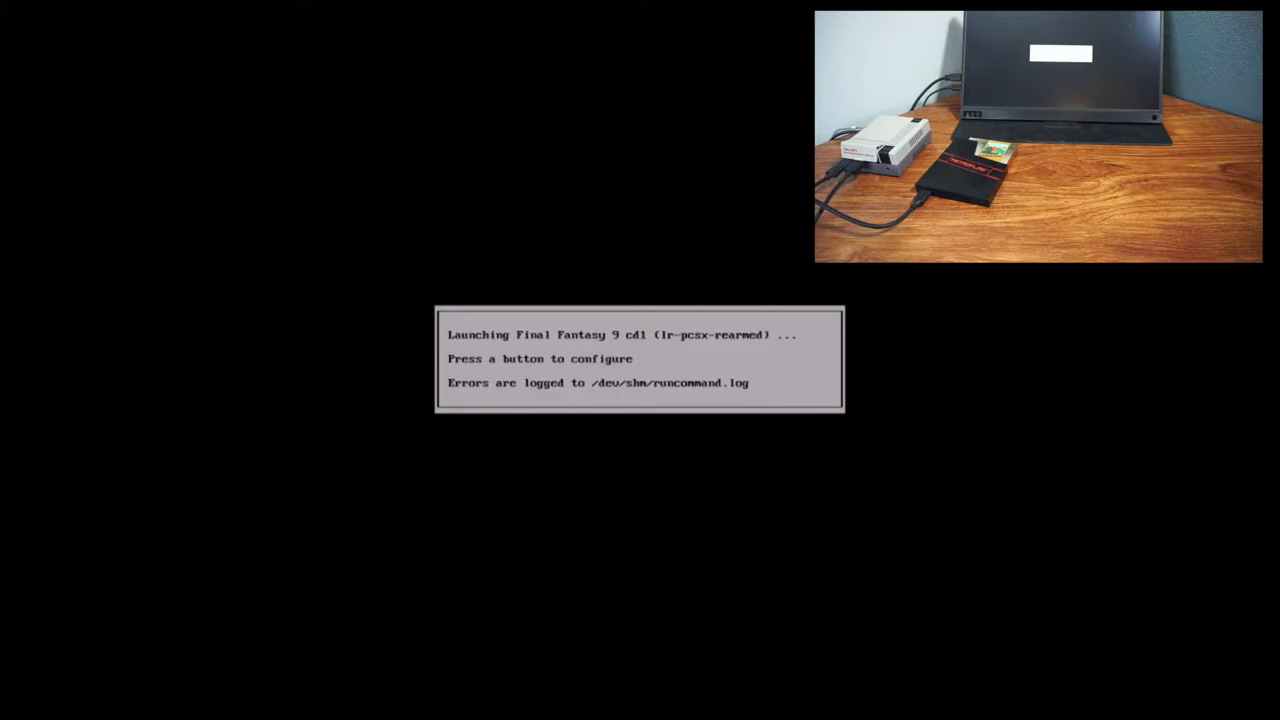 Launching Final Fantasy 9 cd1 (lr-pcsx-rearmed) ...
Press a button to configure
Errors are logged to /dev/shm/runcommand.log
RETROFLAG